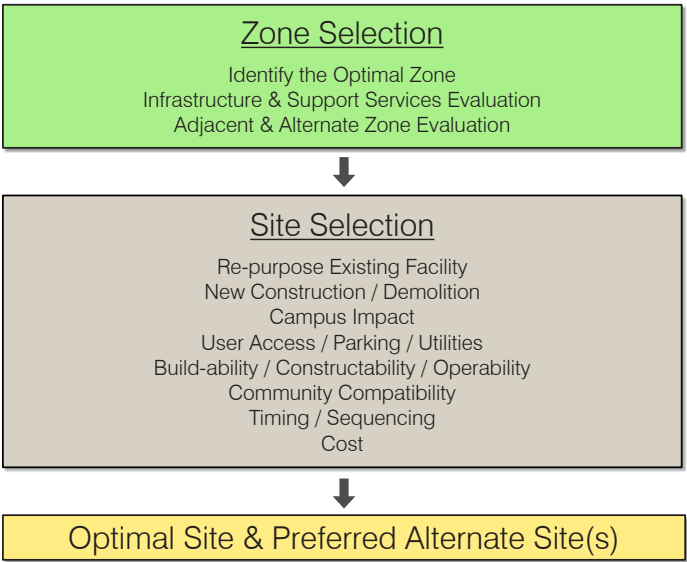 Zone Selection
Identify the Optimal Zone
Infrastructure & Support Services Evaluation
Adjacent & Alternate Zone Evaluation
Site Selection
Re-purpose Existing Facility
New Construction / Demolition
Campus Impact
User Access / Parking / Utilities
Build-ability / Constructability / Operability
Community Compatibility
Timing / Sequencing
Cost
Optimal Site & Preferred Alternate Site(s)